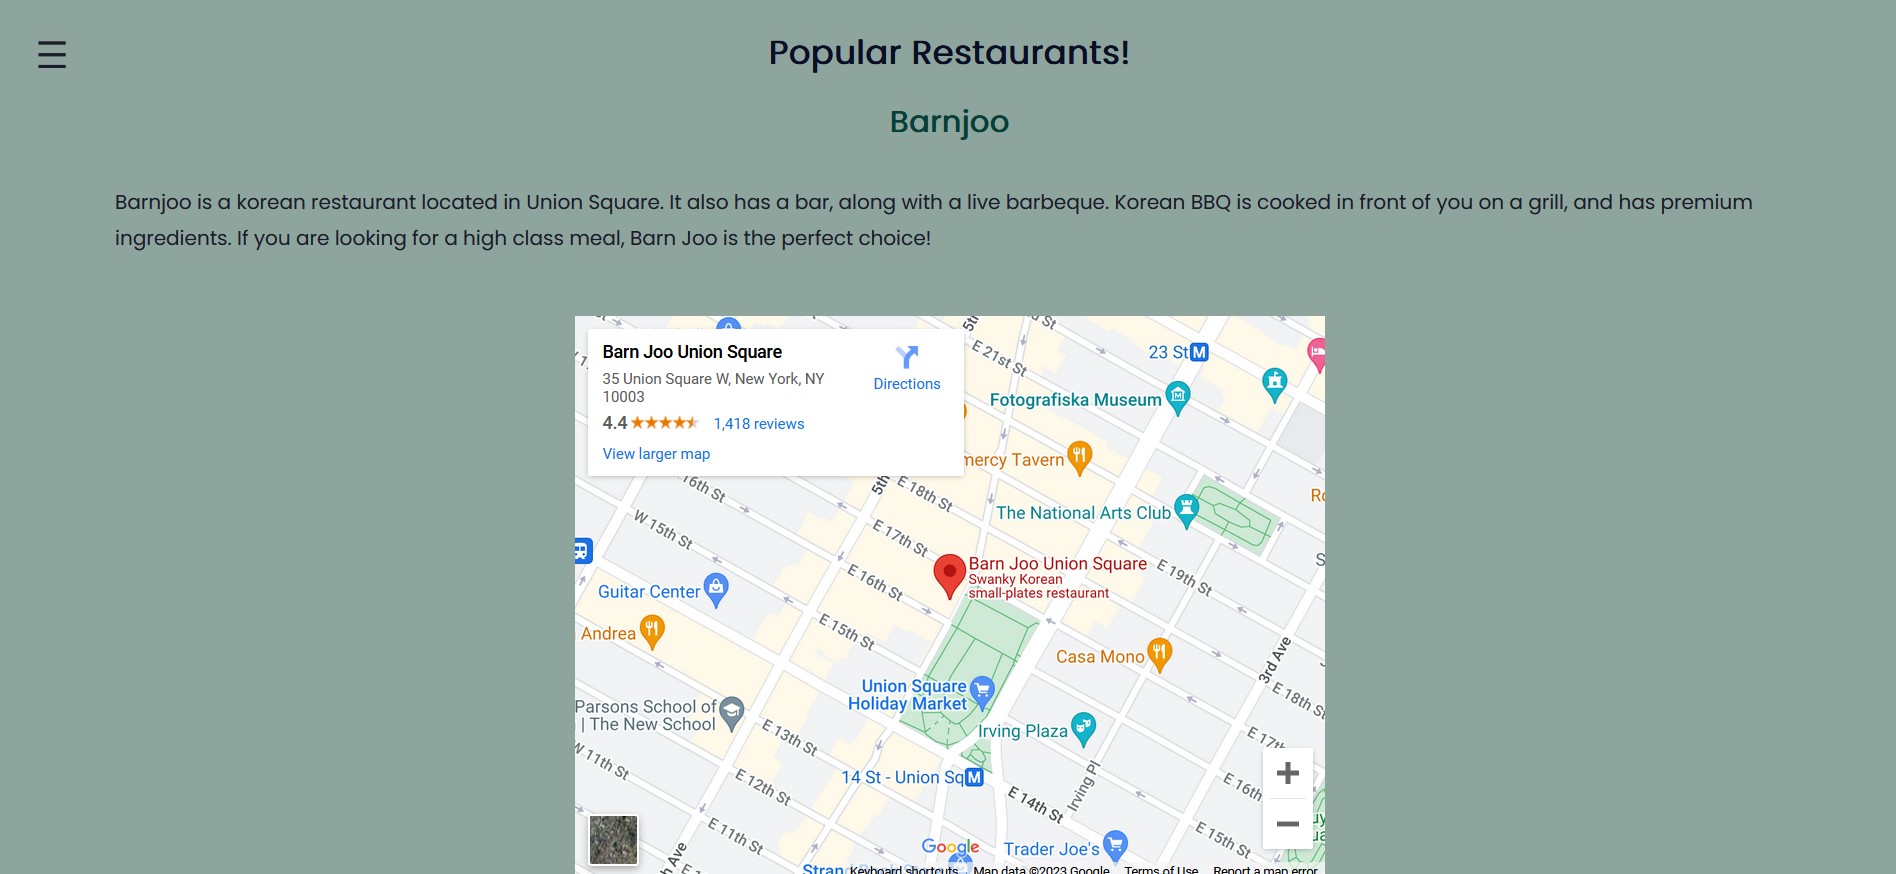 Popular Restaurants!
Barnjoo
Barnjoo is a korean restaurant located in Union Square. It also has a bar, along with a live barbeque. Korean BBQ is cooked in front of you on a grill, and has premium
ingredients. If you are looking for a high class meal, Barn Joo is the perfect choice!
Barn Joo Union Square
35 Union Square W, New York, NY
10003
Directions
4.4
1,418 reviews
View larger map
E 21st St
23 St
M
Fotografiska Museum
mercy Tavern
16th St
5th
E 18th St
The National Arts Club
W 15th St
E 17th St
Barn Joo Union Square
Swanky Korean
small-plates restaurant
E 19th St
E 16th St
Guitar Center
Andrea
E 15th St
Casa Mono
3rd Ave
Union Square
Holiday Market
E 18th St
Parsons School of
| The New School
Irving Plaza
E 13th St
E 17th
W 11th St
14 St - Union Sq
M
E 12th St
Irving Pl
E 16th
E 14th St
E 11th St
E 15th St
Ave
Google
Trader Joe's
Keyboard shortcuts
Map data ©2023 Google
Terms of Use
Report a map error